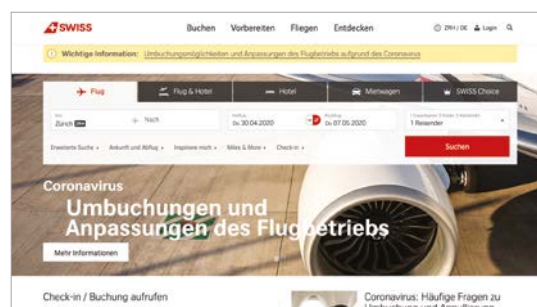 SWISS
Buchen Vorbereiten Fliegen Entdecken
ZRH / DE Login
Wichtige Information: Umbuchungsmöglichkeiten und Anpassungen des Flugbetriebs aufgrund des Coronavirus
Flug Flug & Hotel Hotel Mietwagen SWISS Choice
Zürich ZRH Nach Do 30.04.2020 Do 07.05.2020 1 Reisender
Erweiterte Suche Ankunft und Abflug Inspiriere mich Miles & More Check-in
Suchen
Coronavirus
Umbuchungen und
Anpassungen des Flugbetriebs
Mehr Informationen
Check-in / Buchung aufrufen
Coronavirus: Häufige Fragen zu